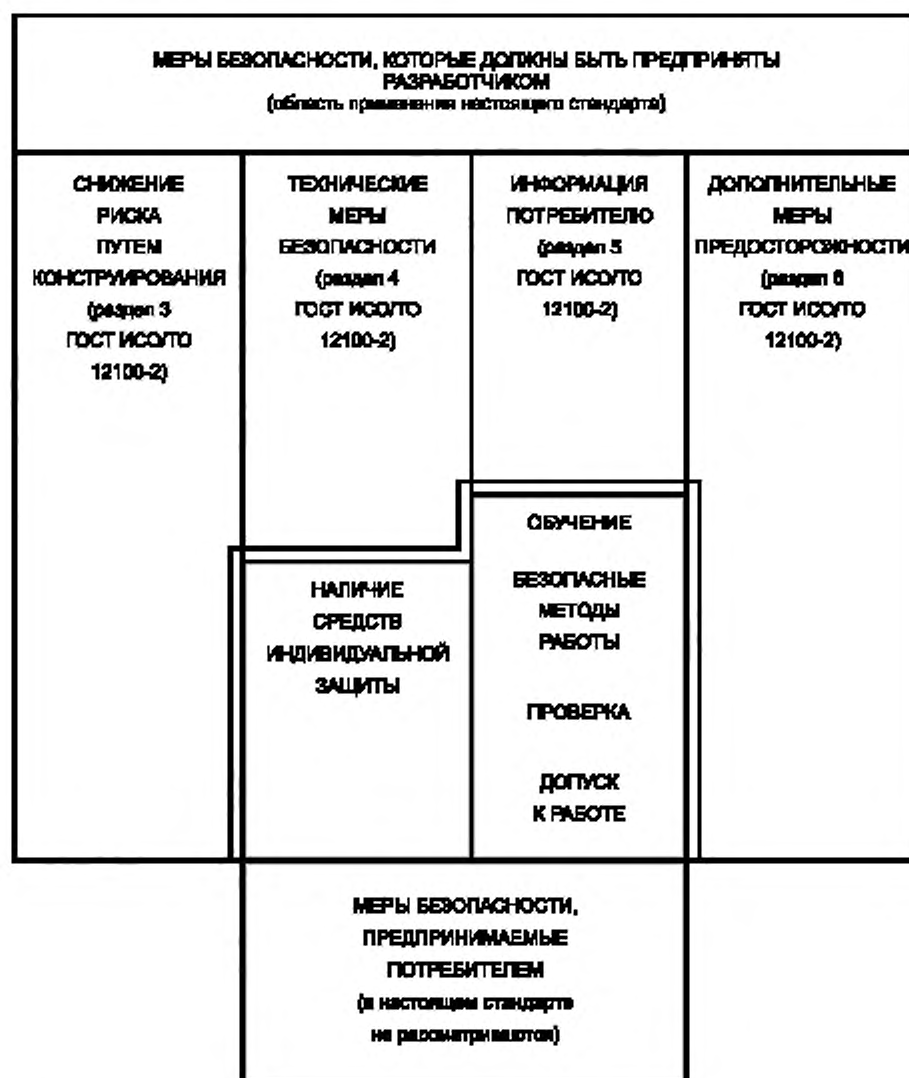 МЕРЫ БЕЗОПАСНОСТИ, КОТОРЫЕ ДОЛЖНЫ БЫТЬ ПРЕДПРИНЯТЫ
РАЗРАБОТЧИКОМ
(область применения настоящего стандарта)
СНИЖЕНИЕ
РИСКА
ПУТЕМ
КОНСТРУИРОВАНИЯ
(раздел 3
ГОСТ ИСО/ТО
12100-2)
ТЕХНИЧЕСКИЕ
МЕРЫ
БЕЗОПАСНОСТИ
(раздел 4
ГОСТ ИСО/ТО
12100-2)
ИНФОРМАЦИЯ
ПОТРЕБИТЕЛЮ
(раздел 5
ГОСТ ИСО/ТО
12100-2)
ДОПОЛНИТЕЛЬНЫЕ
МЕРЫ
ПРЕДОСТОРОЖНОСТИ
(раздел 6
ГОСТ ИСО/ТО
12100-2)
НАЛИЧИЕ
СРЕДСТВ
ИНДИВИДУАЛЬНОЙ
ЗАЩИТЫ
ОБУЧЕНИЕ
БЕЗОПАСНЫЕ
МЕТОДЫ
РАБОТЫ
ПРОВЕРКА
ДОПУСК
К РАБОТЕ
МЕРЫ БЕЗОПАСНОСТИ,
ПРЕДПРИНИМАЕМЫЕ
ПОТРЕБИТЕЛЕМ
(в настоящем стандарте
не рассматриваются)